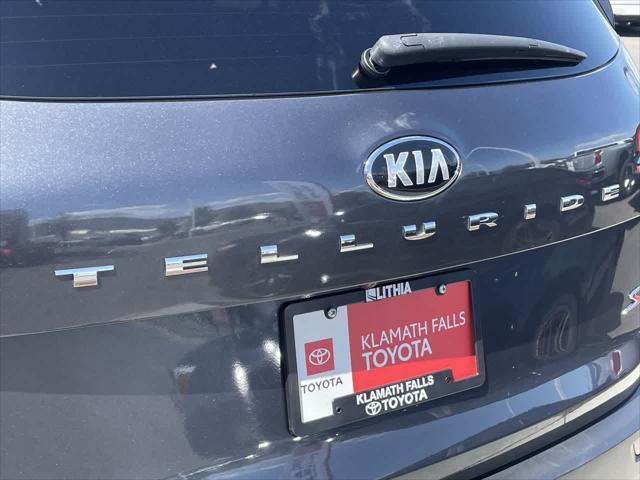 KIA
TELLURIDE
S
LITHIA
KLAMATH FALLS
TOYOTA
TOYOTA
KLAMATH FALLS
TOYOTA